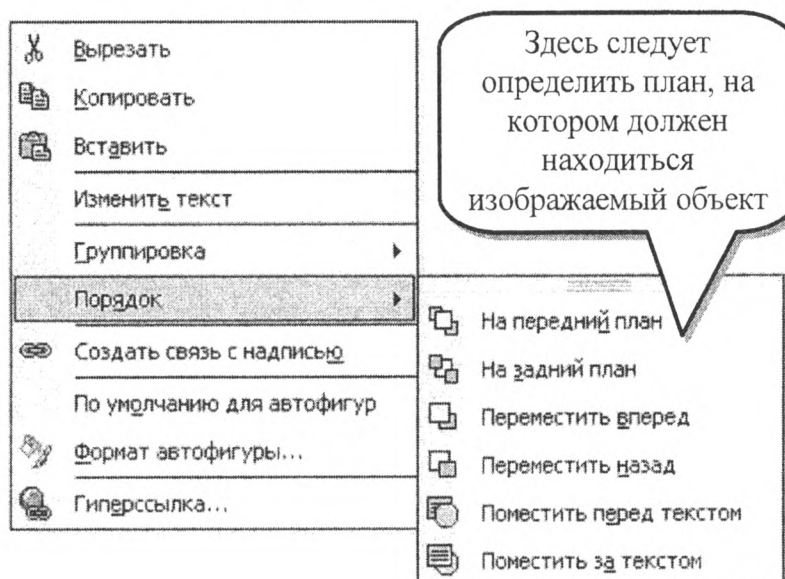 Вырезать
Копировать
Вставить
Изменить текст
Группировка
Порядок
Создать связь с надписью
По умолчанию для автофигур
Формат автофигуры...
Гиперссылка...
Здесь следует
определить план, на
котором должен
находиться
изображаемый объект
На передний план
На задний план
Переместить вперед
Переместить назад
Поместить перед текстом
Поместить за текстом